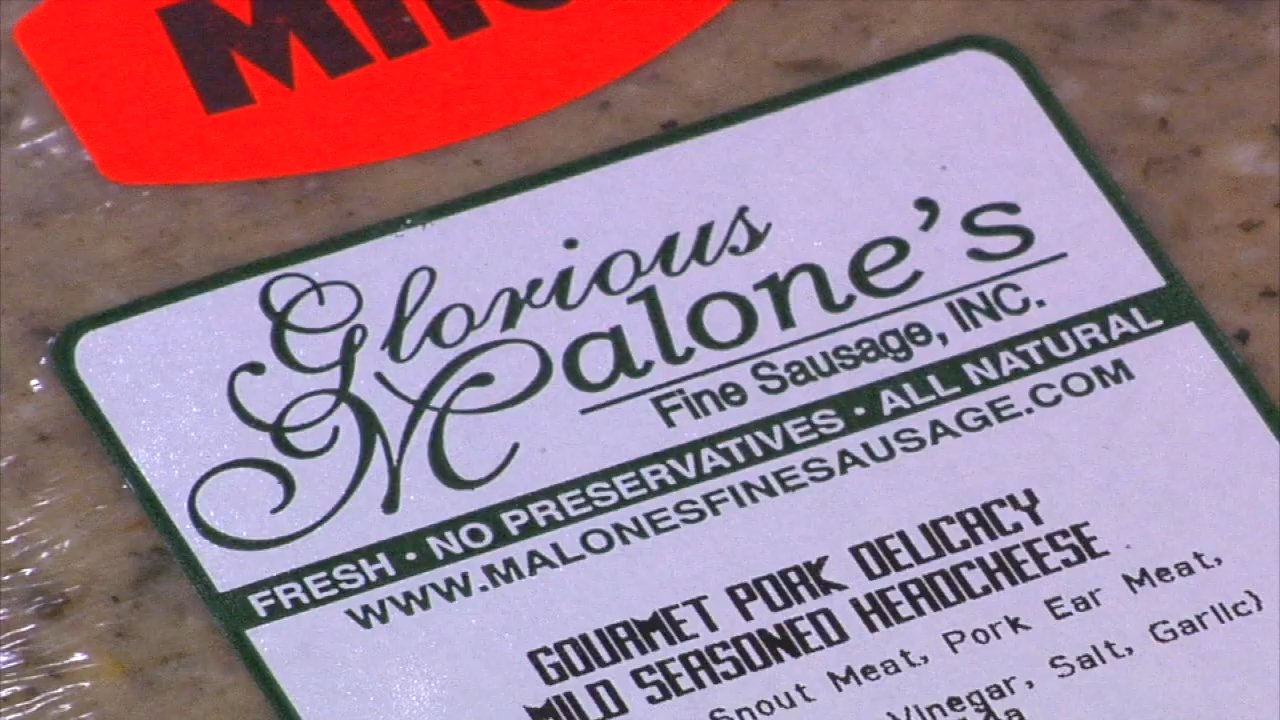 Glorious
Malone's
Fine Sausage, INC.
FRESH · NO PRESERVATIVES · ALL NATURAL
WWW.MALONESFINESAUSAGE.COM
GOURMET PORK DELICACY
MILD SEASONED HEADCHEESE
Snout Meat, Pork Ear Meat,
Vinegar, Salt, Garlic)